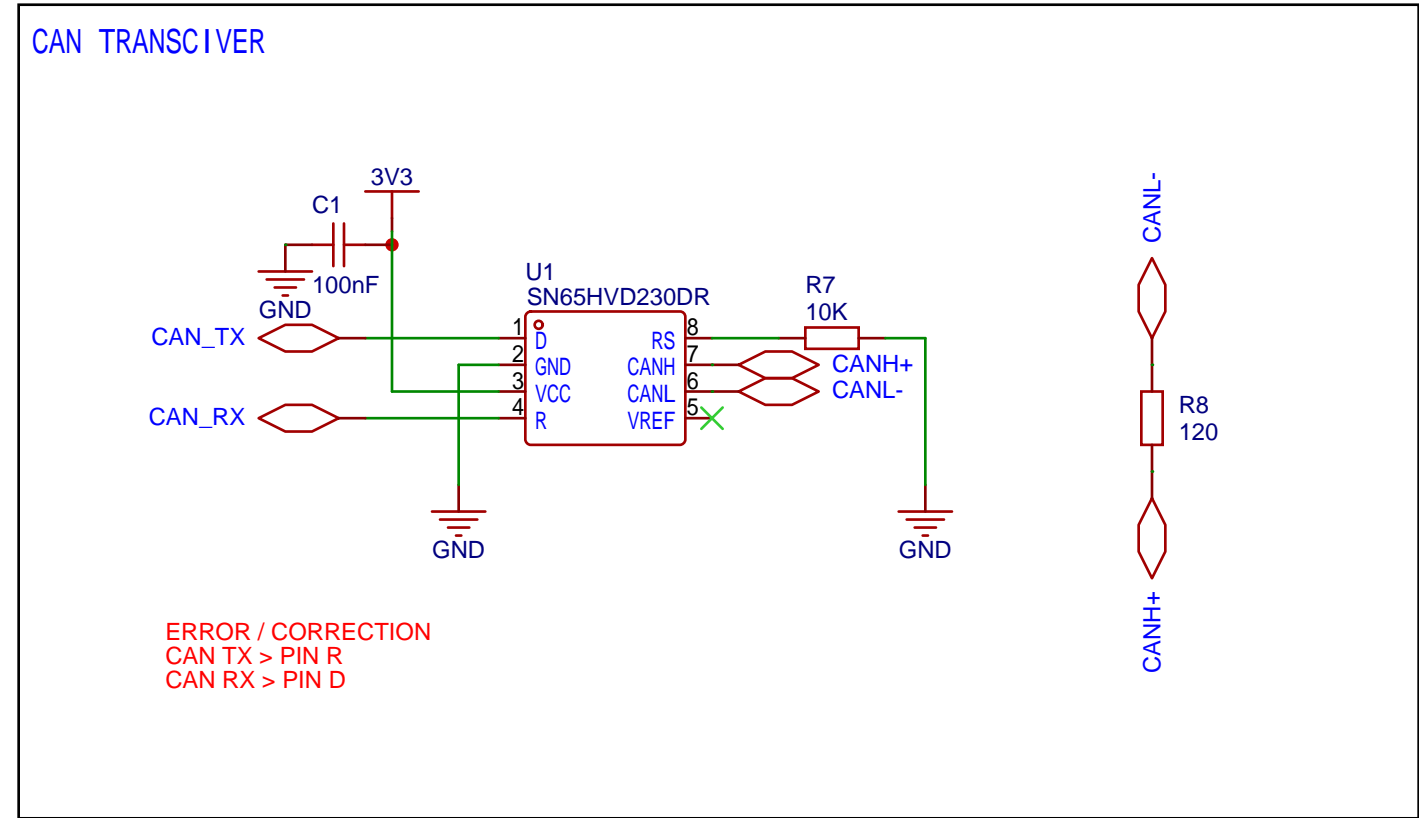 CAN TRANSCIVER
3V3
C1
100nF
GND
CAN_TX
CAN_RX
U1
SN65HVD230DR
1
D
2
GND
3
VCC
4
R
8
RS
7
CANH
6
CANL
5
VREF
R7
10K
CANH+
CANL-
GND
GND
CANL-
R8
120
CANH+
ERROR / CORRECTION
CAN TX > PIN R
CAN RX > PIN D